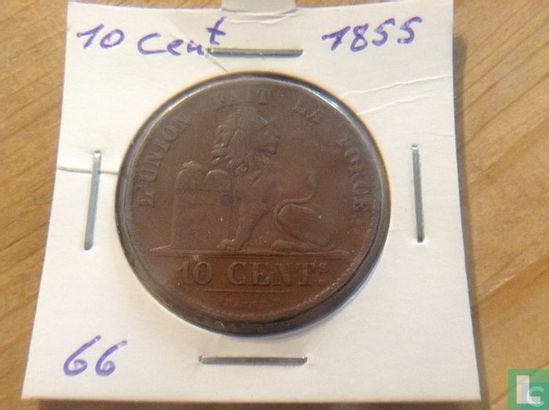 10 cent 1855
L'UNION FAIT LA FORCE
10 CENTS
66